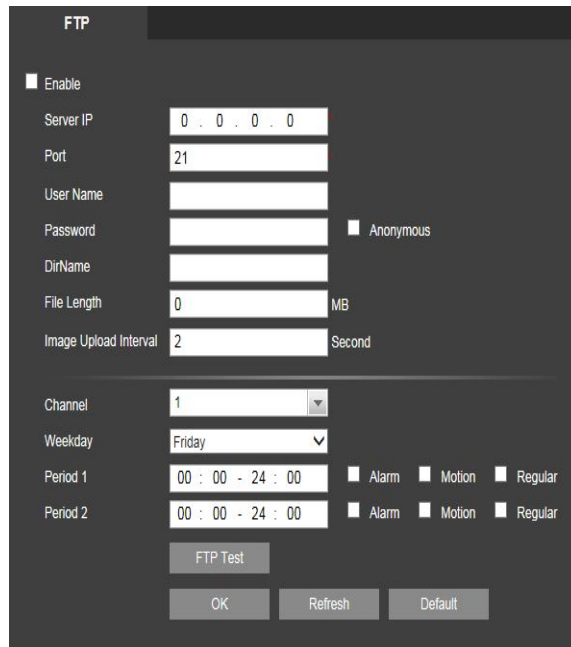 FTP
Enable
Server IP 0 . 0 . 0 . 0
Port 21
User Name
Password Anonymous
DirName
File Length 0 MB
Image Upload Interval 2 Second
Channel 1
Weekday Friday
Period 1 00 : 00 - 24 : 00 Alarm Motion Regular
Period 2 00 : 00 - 24 : 00 Alarm Motion Regular
FTP Test
OK Refresh Default